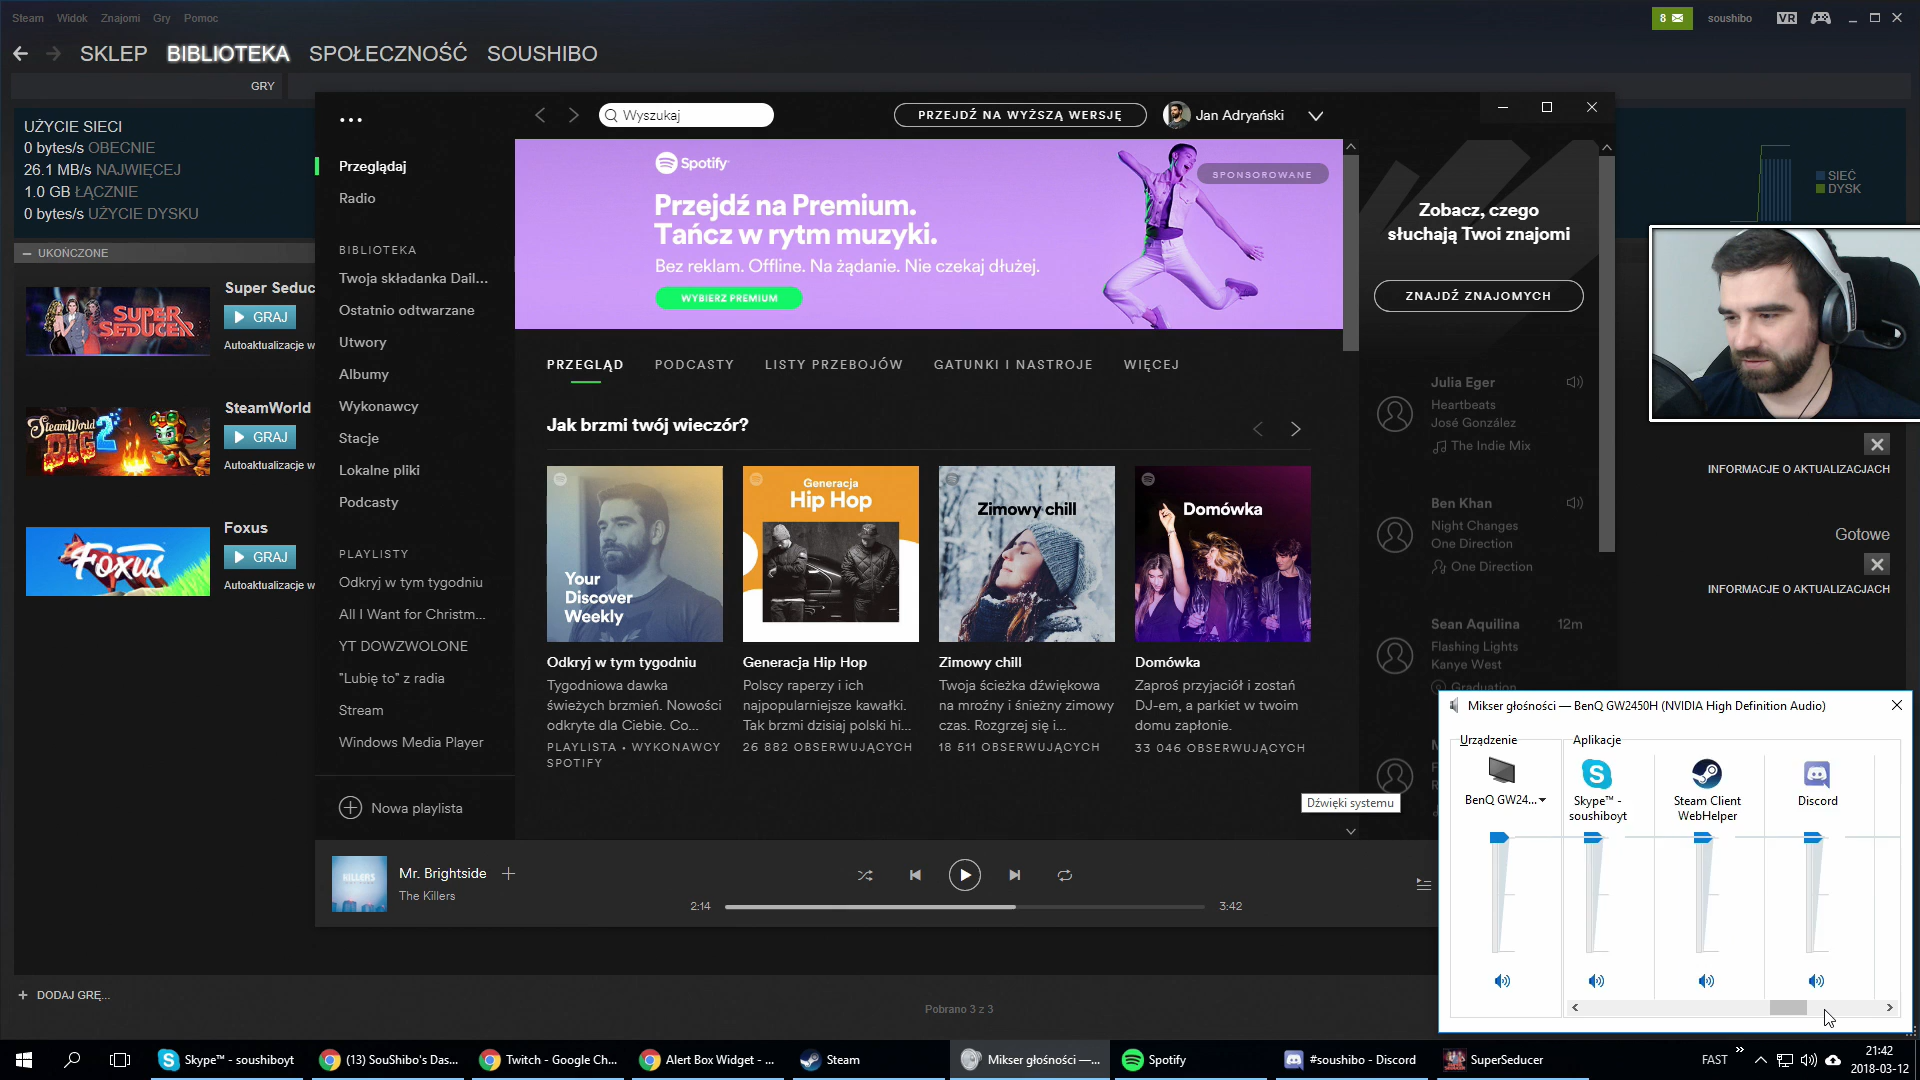 Steam Widok Znajomi Gry Pomoc
8 soushibo VR
SKLEP BIBLIOTEKA SPOŁECZNOŚĆ SOUSHIBO
GRY
UŻYCIE SIECI
0 bytes/s OBECNIE
26.1 MB/s NAJWIĘCEJ
1.0 GB ŁĄCZNIE
0 bytes/s UŻYCIE DYSKU
SIEĆ
DYSK
UKOŃCZONE
SUPER SEDUCER
Super Seduc
GRAJ
Autoaktualizacje w
SteamWorld DIG 2
SteamWorld
GRAJ
Autoaktualizacje w
Foxus
Foxus
GRAJ
Autoaktualizacje w
INFORMACJE O AKTUALIZACJACH
Gotowe
INFORMACJE O AKTUALIZACJACH
DODAJ GRĘ...
Pobrano 3 z 3
Wyszukaj
PRZEJDŹ NA WYŻSZĄ WERSJĘ
Jan Adryański
Przeglądaj
Radio
BIBLIOTEKA
Twoja składanka Dail...
Ostatnio odtwarzane
Utwory
Albumy
Wykonawcy
Stacje
Lokalne pliki
Podcasty
PLAYLISTY
Odkryj w tym tygodniu
All I Want for Christm...
YT DOWZWOLONE
"Lubię to" z radia
Stream
Windows Media Player
Nowa playlista
Spotify
SPONSOROWANE
Przejdź na Premium.
Tańcz w rytm muzyki.
Bez reklam. Offline. Na żądanie. Nie czekaj dłużej.
WYBIERZ PREMIUM
PRZEGLĄD PODCASTY LISTY PRZEBOJÓW GATUNKI I NASTROJE WIĘCEJ
Jak brzmi twój wieczór?
Your
Discover
Weekly
Odkryj w tym tygodniu
Tygodniowa dawka
świeżych brzmień. Nowości
odkryte dla Ciebie. Co...
PLAYLISTA • WYKONAWCY
SPOTIFY
Generacja
Hip Hop
Generacja Hip Hop
Polscy raperzy i ich
najpopularniejsze kawałki.
Tak brzmi dzisiaj polski hi...
26 882 OBSERWUJĄCYCH
Zimowy chill
Zimowy chill
Twoja ścieżka dźwiękowa
na mroźny i śnieżny zimowy
czas. Rozgrzej się i...
18 511 OBSERWUJĄCYCH
Domówka
Domówka
Zaproś przyjaciół i zostań
DJ-em, a parkiet w twoim
domu zapłonie.
33 046 OBSERWUJĄCYCH
Zobacz, czego
słuchają Twoi znajomi
ZNAJDŹ ZNAJOMYCH
Julia Eger
Heartbeats
José González
The Indie Mix
Ben Khan
Night Changes
One Direction
One Direction
Sean Aquilina 12m
Flashing Lights
Kanye West
Graduation
Dźwięki systemu
KILLERS
Mr. Brightside
The Killers
2:14 3:42
Mikser głośności — BenQ GW2450H (NVIDIA High Definition Audio)
Urządzenie Aplikacje
BenQ GW24...
Skype™ -
soushiboyt
Steam Client
WebHelper
Discord
Skype™ - soushiboyt
(13) SouShibo's Das...
Twitch - Google Ch...
Alert Box Widget - ...
Steam
Mikser głośności —...
Spotify
#soushibo - Discord
SuperSeducer
FAST
21:42
2018-03-12